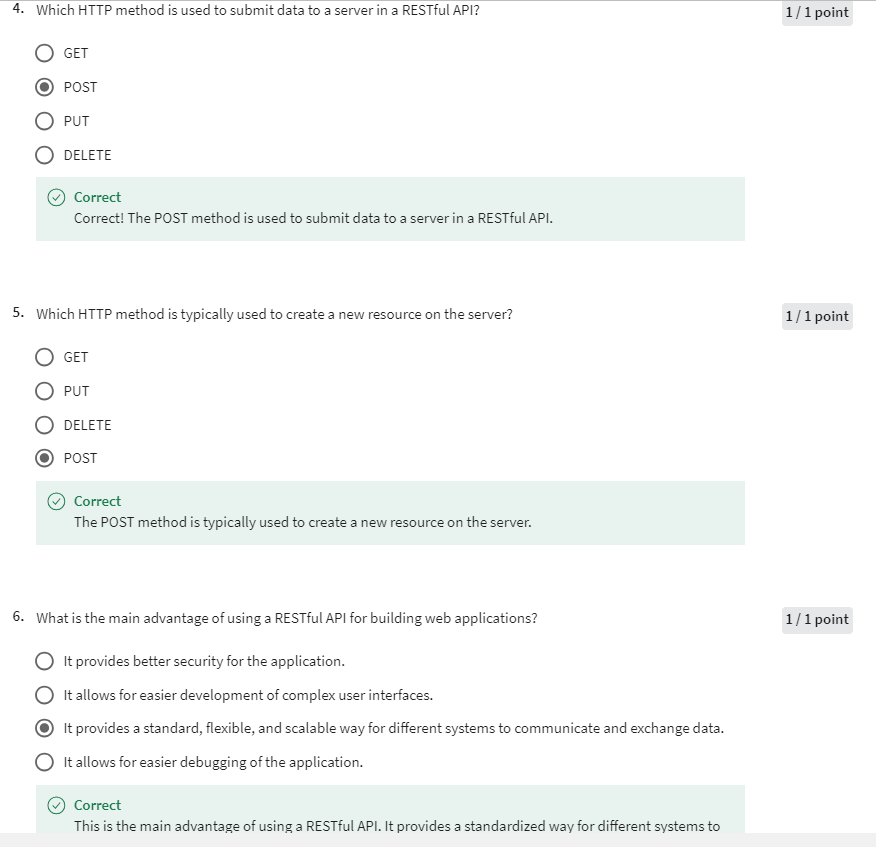 4. Which HTTP method is used to submit data to a server in a RESTful API?
1 / 1 point
GET
POST
PUT
DELETE
Correct
Correct! The POST method is used to submit data to a server in a RESTful API.
5. Which HTTP method is typically used to create a new resource on the server?
1 / 1 point
GET
PUT
DELETE
POST
Correct
The POST method is typically used to create a new resource on the server.
6. What is the main advantage of using a RESTful API for building web applications?
1 / 1 point
It provides better security for the application.
It allows for easier development of complex user interfaces.
It provides a standard, flexible, and scalable way for different systems to communicate and exchange data.
It allows for easier debugging of the application.
Correct
This is the main advantage of using a RESTful API. It provides a standardized way for different systems to